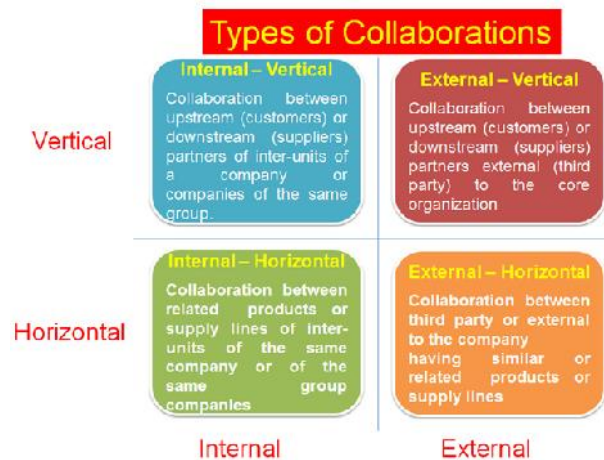 Types of Collaborations
Internal – Vertical
Collaboration between
upstream (customers) or
downstream (suppliers)
partners of inter-units of
a company or
companies of the same
group.
External – Vertical
Collaboration between
upstream (customers) or
downstream (suppliers)
partners external (third
party) to the core
organization
Vertical
Internal – Horizontal
Collaboration between
related products or
supply lines of inter-
units of the same
company or of the
same group
companies
External – Horizontal
Collaboration between
third party or external
to the company
having similar or
related products or
supply lines
Horizontal
Internal
External